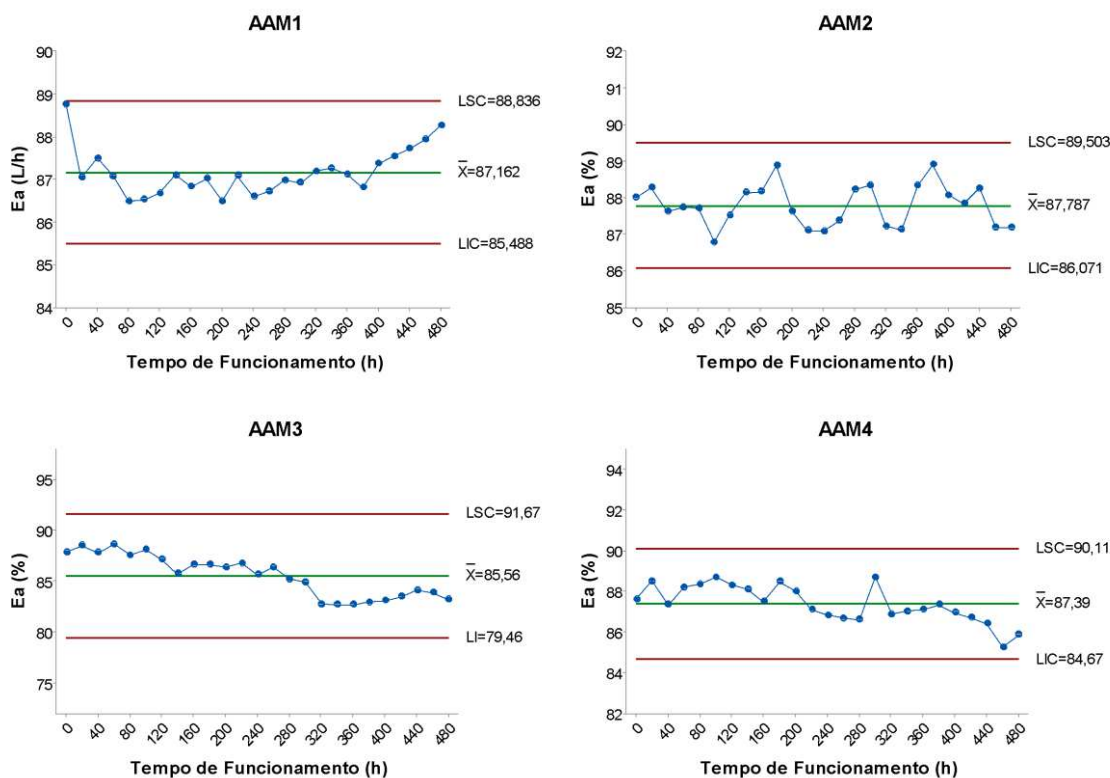 AAM1
Ea (L/h)
90
89
88
87
86
85
84
LSC=88,836
X̄=87,162
LIC=85,488
0 40 80 120 160 200 240 280 320 360 400 440 480
Tempo de Funcionamento (h)
AAM2
Ea (%)
92
91
90
89
88
87
86
85
LSC=89,503
X̄=87,787
LIC=86,071
0 40 80 120 160 200 240 280 320 360 400 440 480
Tempo de Funcionamento (h)
AAM3
Ea (%)
95
90
85
80
75
LSC=91,67
X̄=85,56
LI=79,46
0 40 80 120 160 200 240 280 320 360 400 440 480
Tempo de Funcionamento (h)
AAM4
Ea (%)
94
92
90
88
86
84
82
LSC=90,11
X̄=87,39
LIC=84,67
0 40 80 120 160 200 240 280 320 360 400 440 480
Tempo de Funcionamento (h)